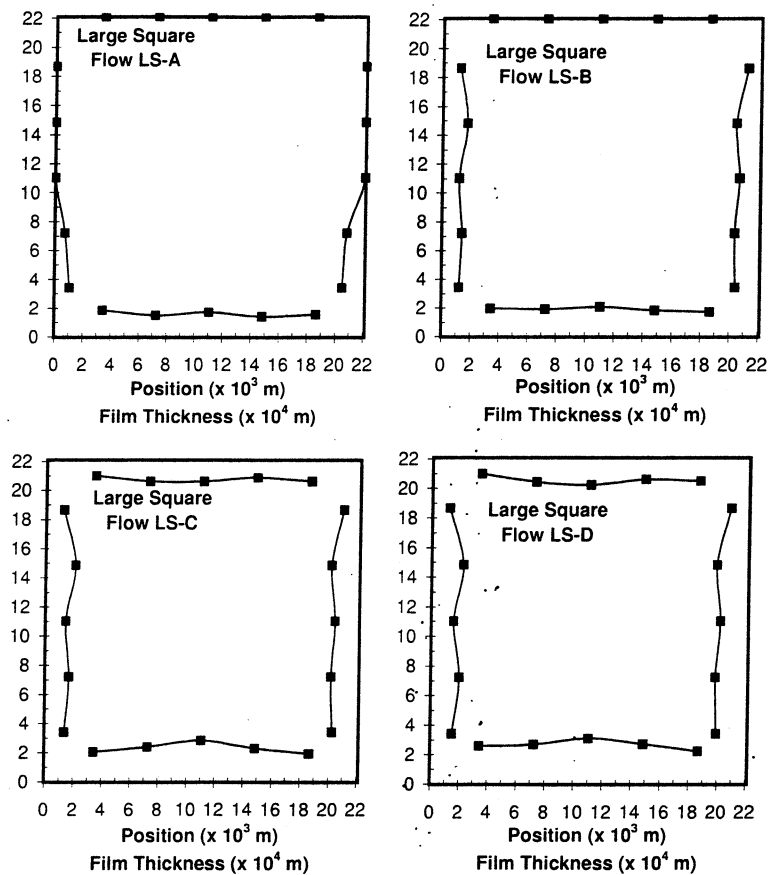 22
20
18
16
14
12
10
8
6
4
2
0
Large Square
Flow LS-A
0 2 4 6 8 10 12 14 16 18 20 22
Position (x 10³ m)
Film Thickness (x 10⁴ m)
22
20
18
16
14
12
10
8
6
4
2
0
Large Square
Flow LS-B
0 2 4 6 8 10 12 14 16 18 20 22
Position (x 10³ m)
Film Thickness (x 10⁴ m)
22
20
18
16
14
12
10
8
6
4
2
0
Large Square
Flow LS-C
0 2 4 6 8 10 12 14 16 18 20 22
Position (x 10³ m)
Film Thickness (x 10⁴ m)
22
20
18
16
14
12
10
8
6
4
2
0
Large Square
Flow LS-D
0 2 4 6 8 10 12 14 16 18 20 22
Position (x 10³ m)
Film Thickness (x 10⁴ m)